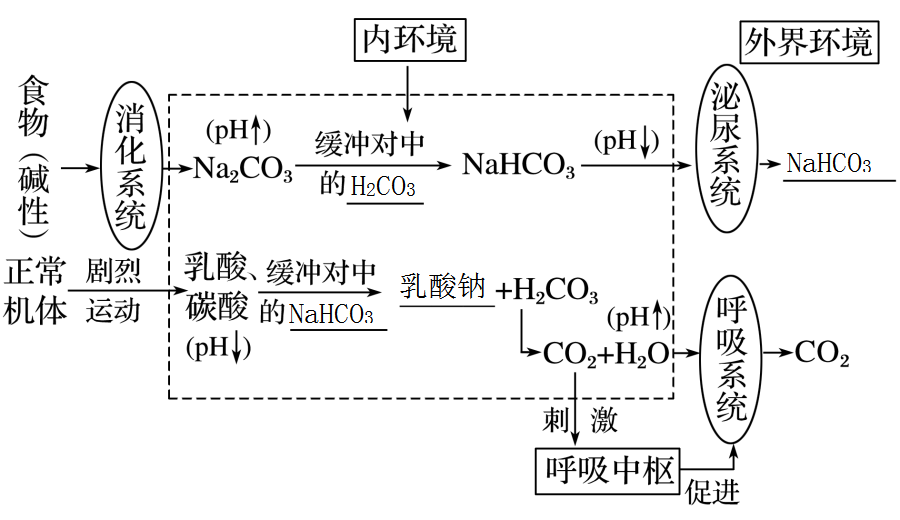 内环境
外界环境
食物(碱性)
消化系统
(pH↑)
Na₂CO₃
缓冲对中
的H₂CO₃
NaHCO₃
(pH↓)
泌尿系统
NaHCO₃
正常
机体
剧烈
运动
乳酸、
碳酸
(pH↓)
缓冲对中
的NaHCO₃
乳酸钠+H₂CO₃
(pH↑)
CO₂+H₂O
呼吸系统
CO₂
刺激
呼吸中枢
促进